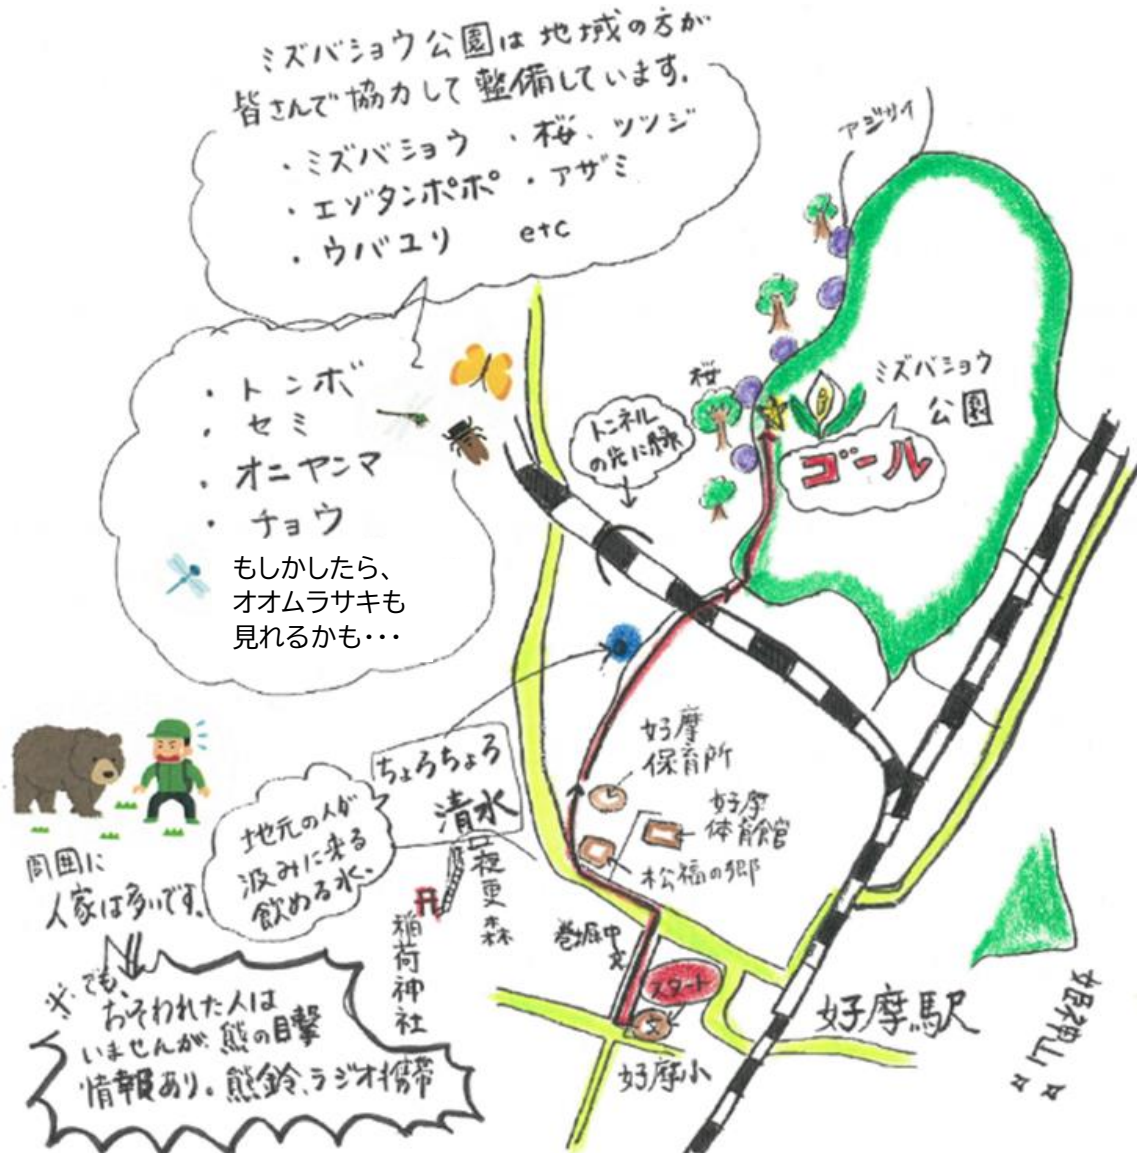 ミズバショウ公園は地域の方が
皆さんで協力して整備しています。
・ミズバショウ ・桜、ツツジ
・エゾタンポポ ・アザミ
・ウバユリ etc
・トンボ
・セミ
・オニヤンマ
・チョウ
もしかしたら、
オオムラサキも
見れるかも・・・
アジサイ
桜
トンネル
の先に緑
ミズバショウ
公園
ゴール
ちょろちょろ
清水
地元の人が
汲みに来る
飲める水。
好摩
保育所
好摩
体育館
松福の郷
夜更森
稲荷神社
巻堀中
文
スタート
文
好摩小
好摩駅
姫神山
周囲に
人家は多いです。
※でも、
おそわれた人は
いませんが、熊の目撃
情報あり。熊鈴、ラジオ携帯